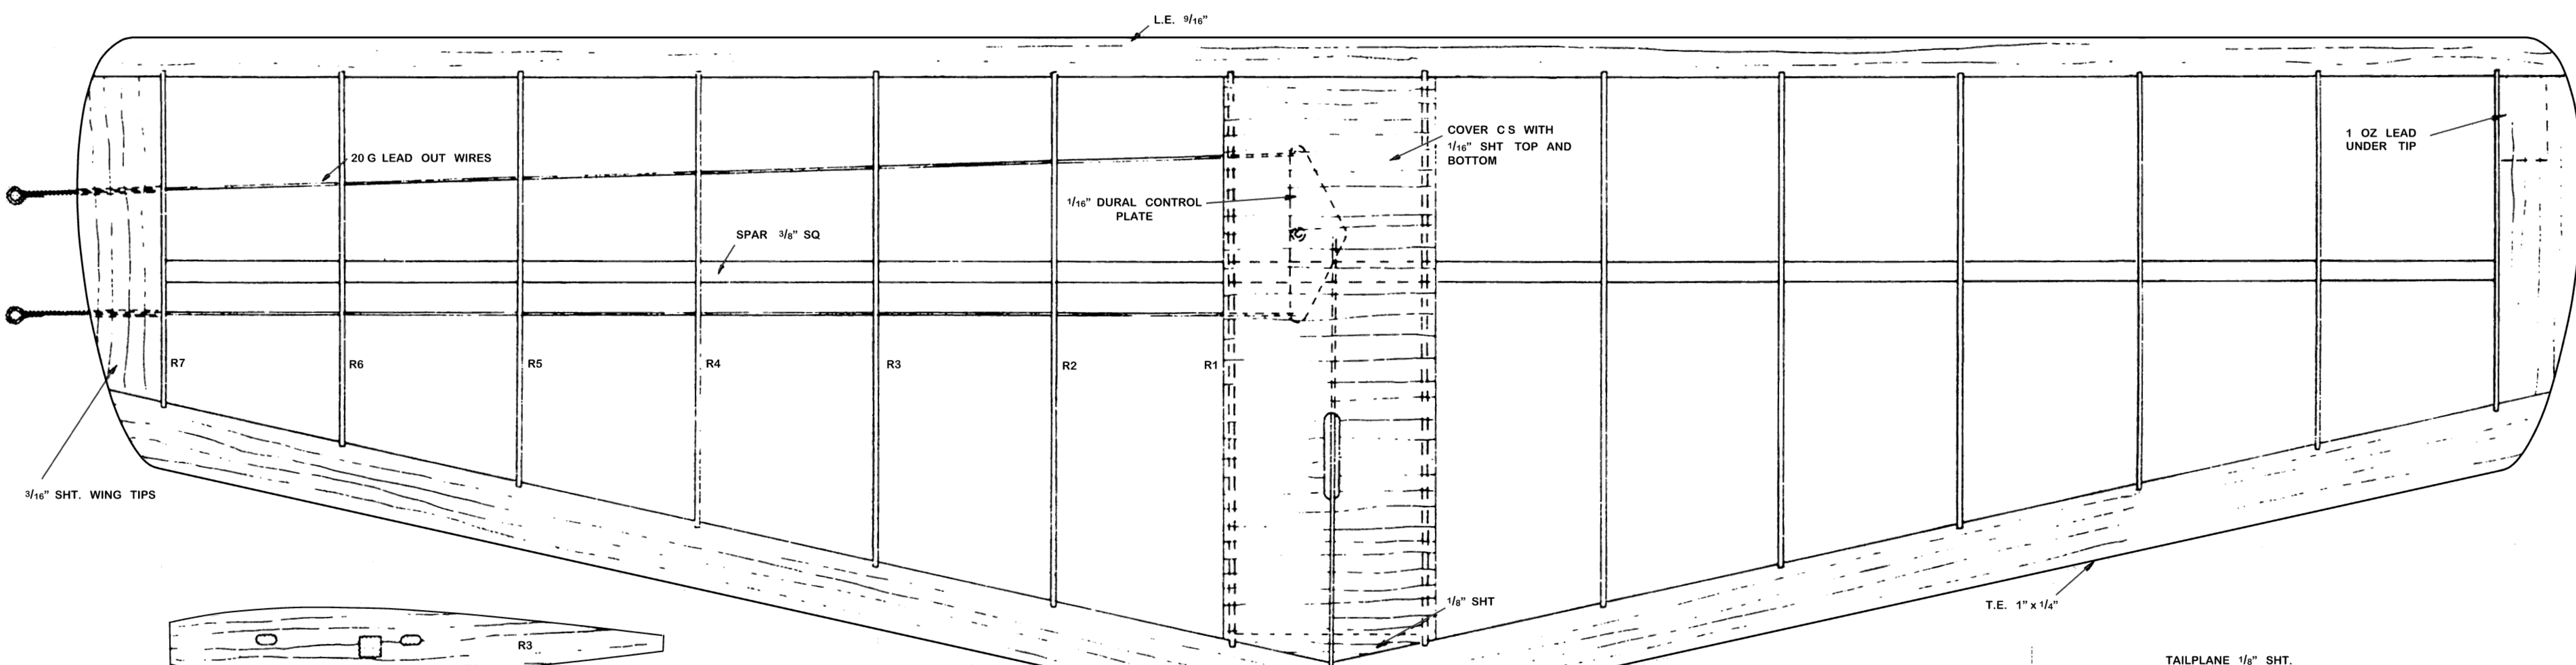 L.E. 9/16”
20 G LEAD OUT WIRES
COVER C S WITH
1/16” SHT TOP AND
BOTTOM
1 OZ LEAD
UNDER TIP
1/16” DURAL CONTROL
PLATE
SPAR 3/8” SQ
R7
R6
R5
R4
R3
R2
R1
3/16” SHT. WING TIPS
1/8” SHT
T.E. 1” x 1/4”
R3
TAILPLANE 1/8” SHT.